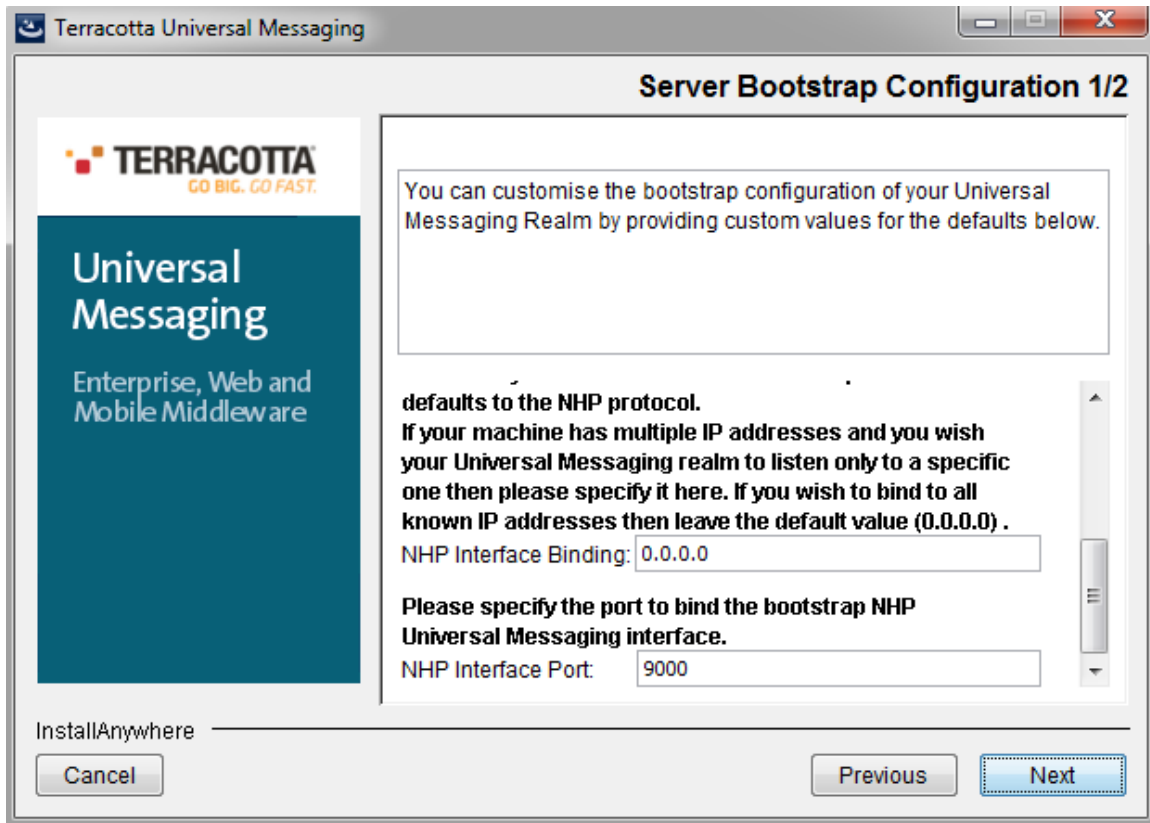 Terracotta Universal Messaging
Server Bootstrap Configuration 1/2
TERRACOTTA
GO BIG. GO FAST.
Universal
Messaging
Enterprise, Web and
Mobile Middleware
You can customise the bootstrap configuration of your Universal
Messaging Realm by providing custom values for the defaults below.
defaults to the NHP protocol.
If your machine has multiple IP addresses and you wish
your Universal Messaging realm to listen only to a specific
one then please specify it here. If you wish to bind to all
known IP addresses then leave the default value (0.0.0.0) .
NHP Interface Binding: 0.0.0.0
Please specify the port to bind the bootstrap NHP
Universal Messaging interface.
NHP Interface Port: 9000
InstallAnywhere
Cancel
Previous
Next